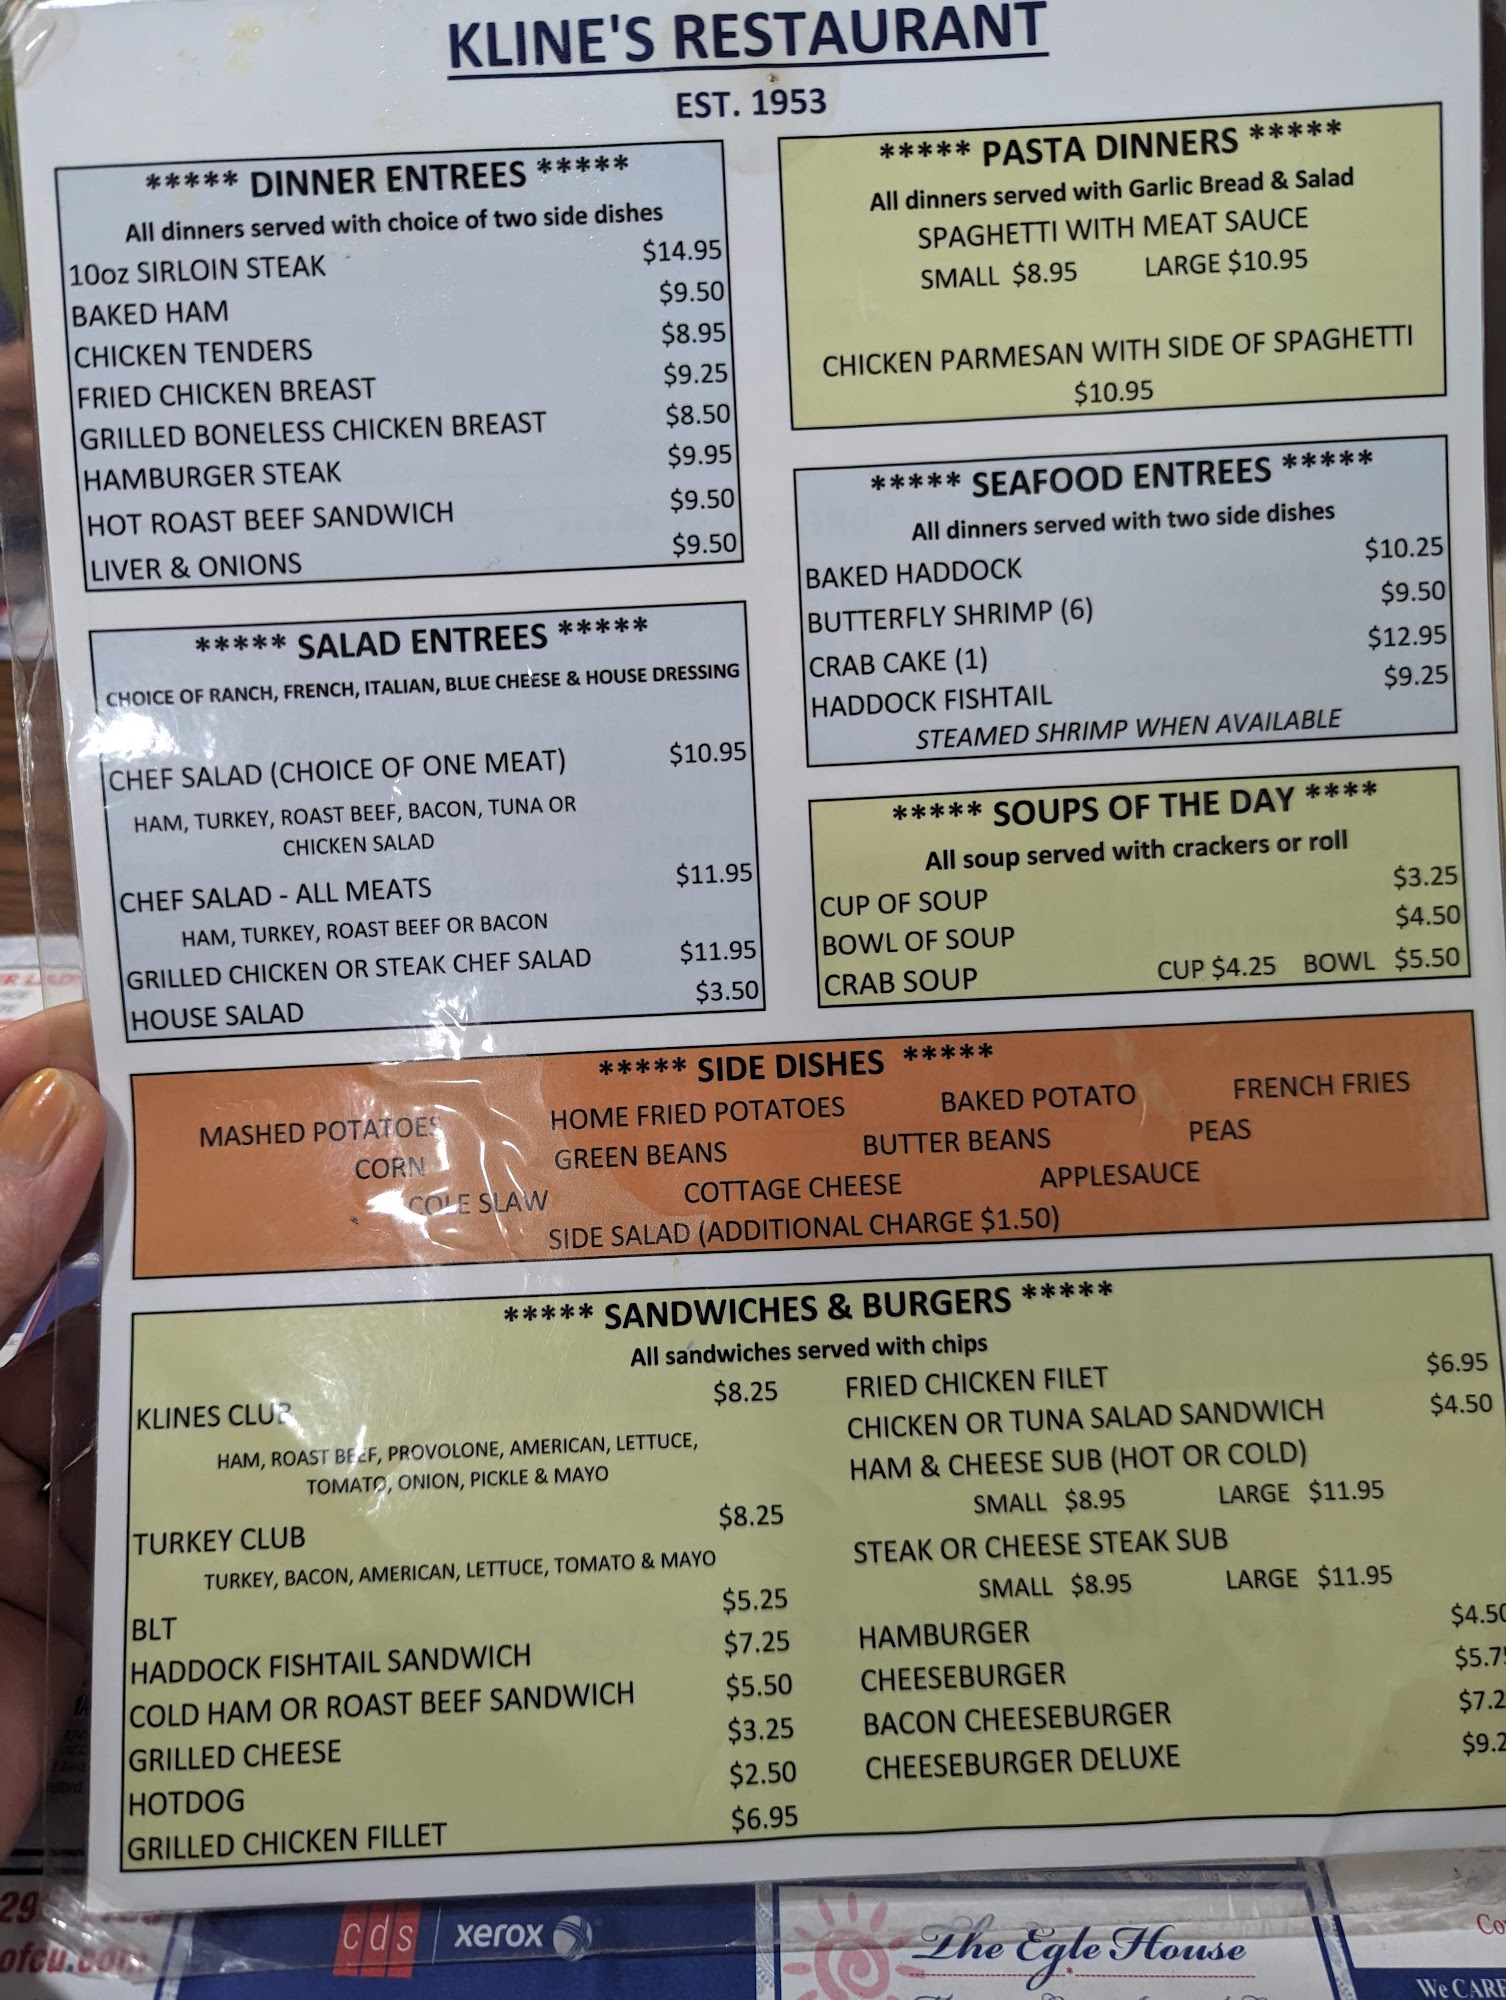 KLINE'S RESTAURANT
EST. 1953
***** DINNER ENTREES *****
All dinners served with choice of two side dishes
10oz SIRLOIN STEAK $14.95
BAKED HAM $9.50
CHICKEN TENDERS $8.95
FRIED CHICKEN BREAST $9.25
GRILLED BONELESS CHICKEN BREAST $8.50
HAMBURGER STEAK $9.95
HOT ROAST BEEF SANDWICH $9.50
LIVER & ONIONS $9.50
***** SALAD ENTREES *****
CHOICE OF RANCH, FRENCH, ITALIAN, BLUE CHEESE & HOUSE DRESSING
CHEF SALAD (CHOICE OF ONE MEAT) $10.95
HAM, TURKEY, ROAST BEEF, BACON, TUNA OR
CHICKEN SALAD
CHEF SALAD - ALL MEATS $11.95
HAM, TURKEY, ROAST BEEF OR BACON
GRILLED CHICKEN OR STEAK CHEF SALAD $11.95
HOUSE SALAD $3.50
***** PASTA DINNERS *****
All dinners served with Garlic Bread & Salad
SPAGHETTI WITH MEAT SAUCE
SMALL $8.95 LARGE $10.95
CHICKEN PARMESAN WITH SIDE OF SPAGHETTI
$10.95
***** SEAFOOD ENTREES *****
All dinners served with two side dishes
BAKED HADDOCK $10.25
BUTTERFLY SHRIMP (6) $9.50
CRAB CAKE (1) $12.95
HADDOCK FISHTAIL $9.25
STEAMED SHRIMP WHEN AVAILABLE
***** SOUPS OF THE DAY ****
All soup served with crackers or roll
CUP OF SOUP $3.25
BOWL OF SOUP $4.50
CRAB SOUP CUP $4.25 BOWL $5.50
***** SIDE DISHES *****
MASHED POTATOES HOME FRIED POTATOES BAKED POTATO FRENCH FRIES
CORN GREEN BEANS BUTTER BEANS PEAS
COLE SLAW COTTAGE CHEESE APPLESAUCE
SIDE SALAD (ADDITIONAL CHARGE $1.50)
***** SANDWICHES & BURGERS *****
All sandwiches served with chips
KLINES CLUB $8.25
HAM, ROAST BEEF, PROVOLONE, AMERICAN, LETTUCE,
TOMATO, ONION, PICKLE & MAYO
TURKEY CLUB $8.25
TURKEY, BACON, AMERICAN, LETTUCE, TOMATO & MAYO
BLT $5.25
HADDOCK FISHTAIL SANDWICH $7.25
COLD HAM OR ROAST BEEF SANDWICH $5.50
GRILLED CHEESE $3.25
HOTDOG $2.50
GRILLED CHICKEN FILLET $6.95
FRIED CHICKEN FILET $6.95
CHICKEN OR TUNA SALAD SANDWICH $4.50
HAM & CHEESE SUB (HOT OR COLD)
SMALL $8.95 LARGE $11.95
STEAK OR CHEESE STEAK SUB
SMALL $8.95 LARGE $11.95
HAMBURGER $4.50
CHEESEBURGER $5.7
BACON CHEESEBURGER $7.2
CHEESEBURGER DELUXE $9.2
cds xerox
The Egle House
We CARE